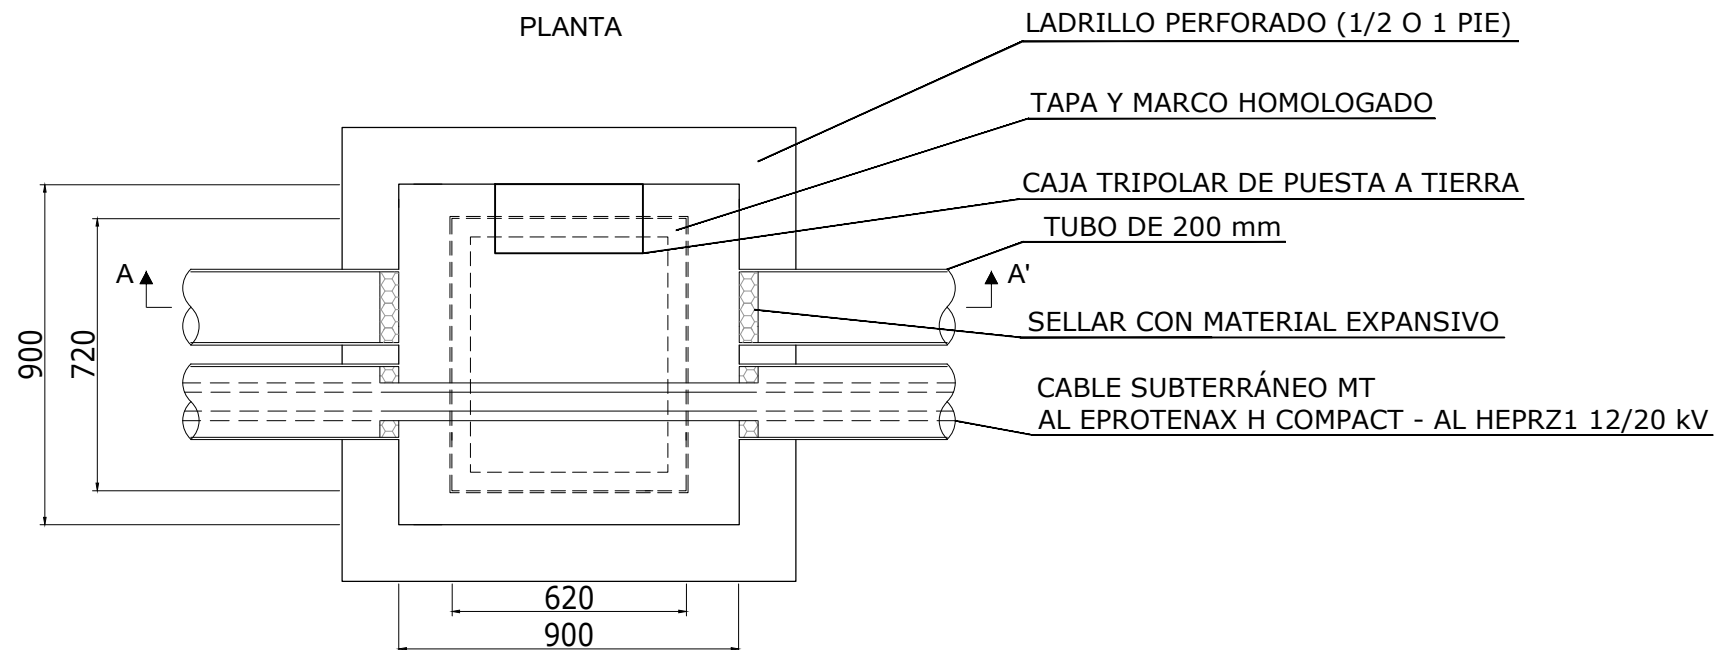 PLANTA
LADRILLO PERFORADO (1/2 O 1 PIE)
TAPA Y MARCO HOMOLOGADO
CAJA TRIPOLAR DE PUESTA A TIERRA
TUBO DE 200 mm
A
A'
SELLAR CON MATERIAL EXPANSIVO
900
720
CABLE SUBTERRÁNEO MT
AL EPROTENAX H COMPACT - AL HEPRZ1 12/20 kV
620
900